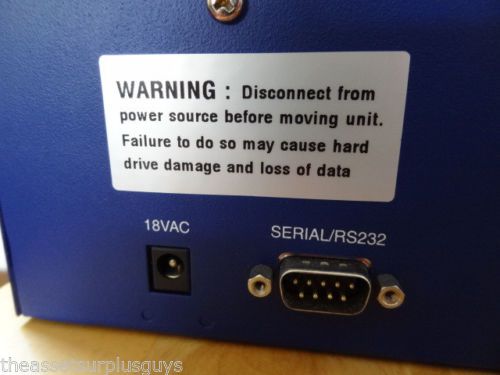 WARNING : Disconnect from
power source before moving unit.
Failure to do so may cause hard
drive damage and loss of data
18VAC
SERIAL/RS232
theassetsurplusguys